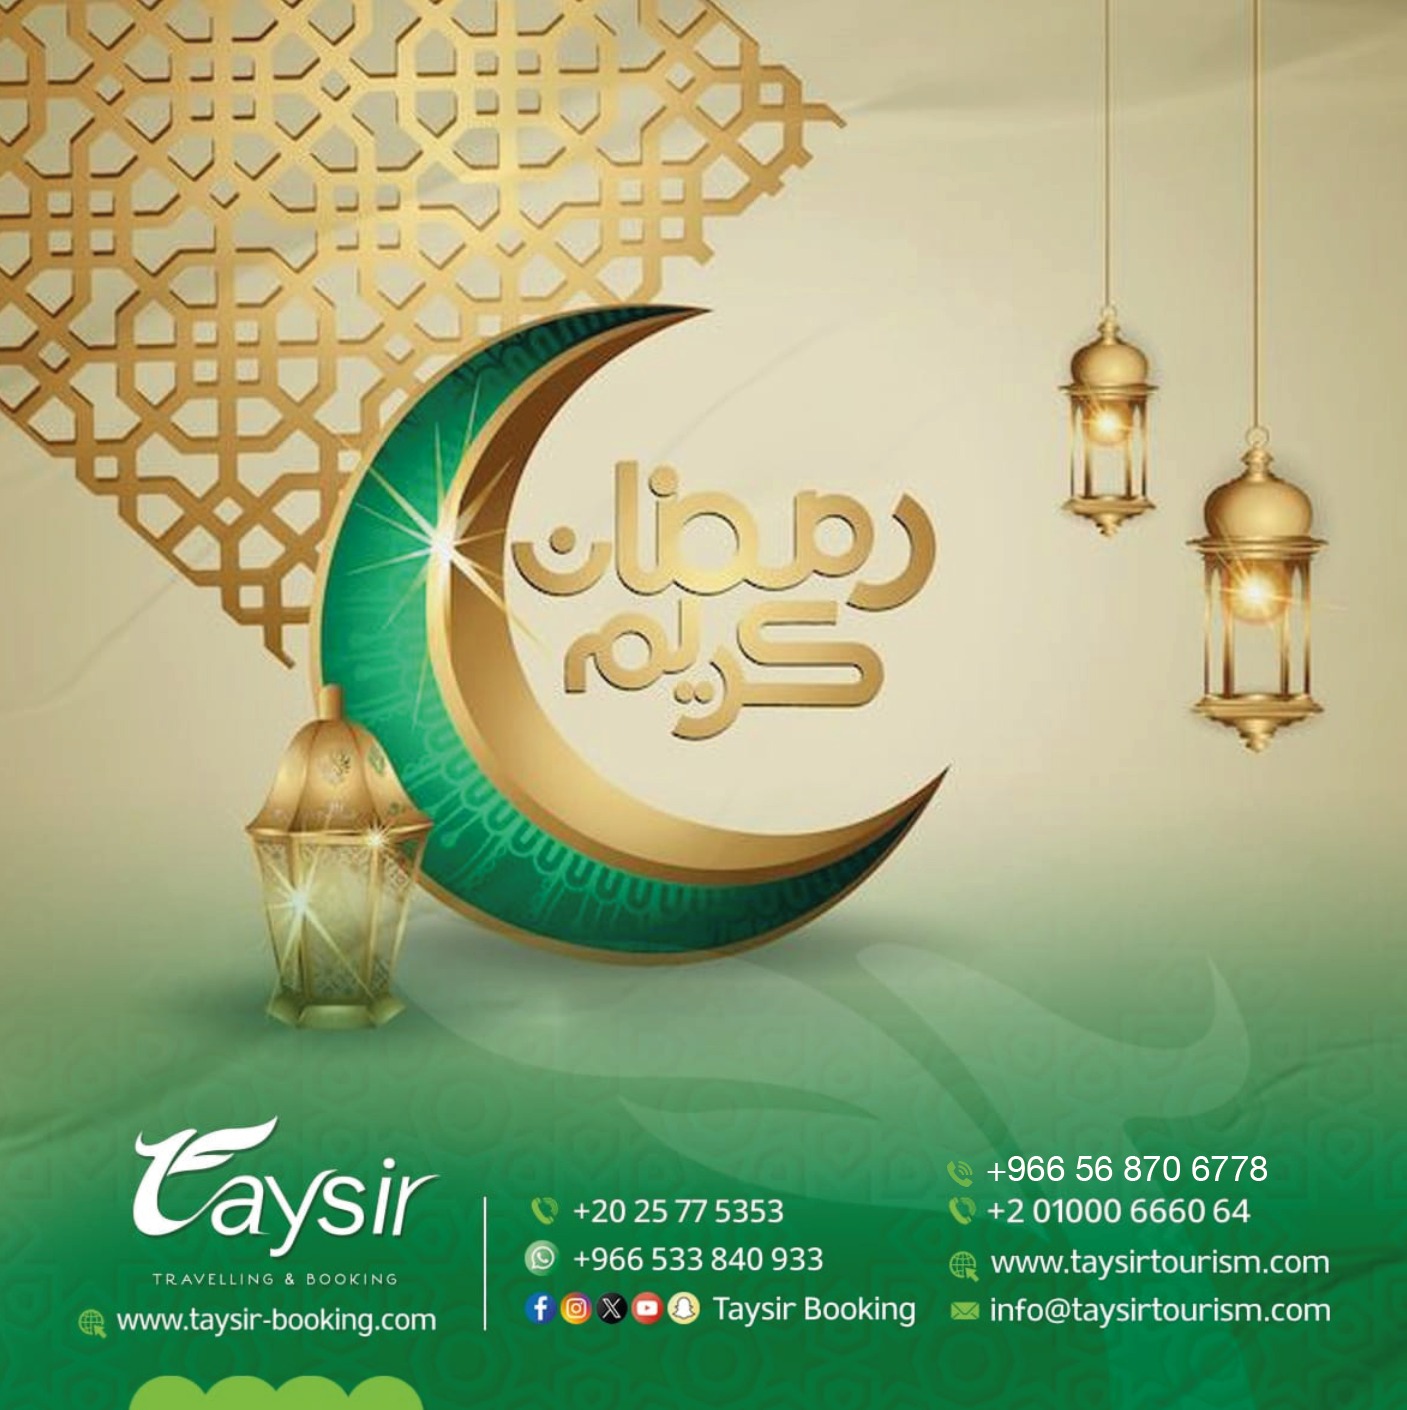 رمضان
كريم
Taysir
TRAVELLING & BOOKING
www.taysir-booking.com
+20 25 77 5353
+966 533 840 933
Taysir Booking
+966 56 870 6778
+2 01000 6660 64
www.taysirtourism.com
info@taysirtourism.com